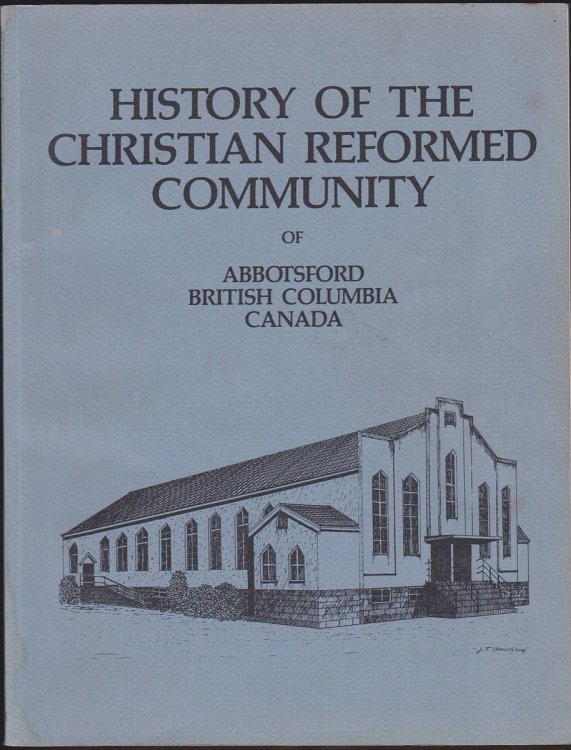 HISTORY OF THE
CHRISTIAN REFORMED
COMMUNITY
OF
ABBOTSFORD
BRITISH COLUMBIA
CANADA